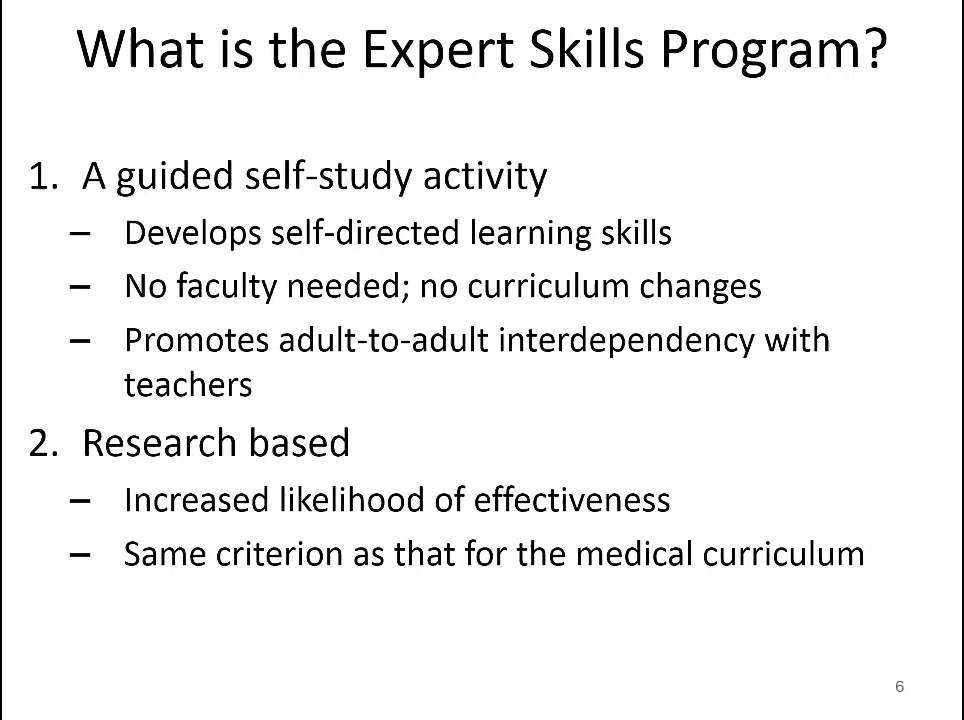 What is the Expert Skills Program?
1. A guided self-study activity
– Develops self-directed learning skills
– No faculty needed; no curriculum changes
– Promotes adult-to-adult interdependency with
teachers
2. Research based
– Increased likelihood of effectiveness
– Same criterion as that for the medical curriculum
6